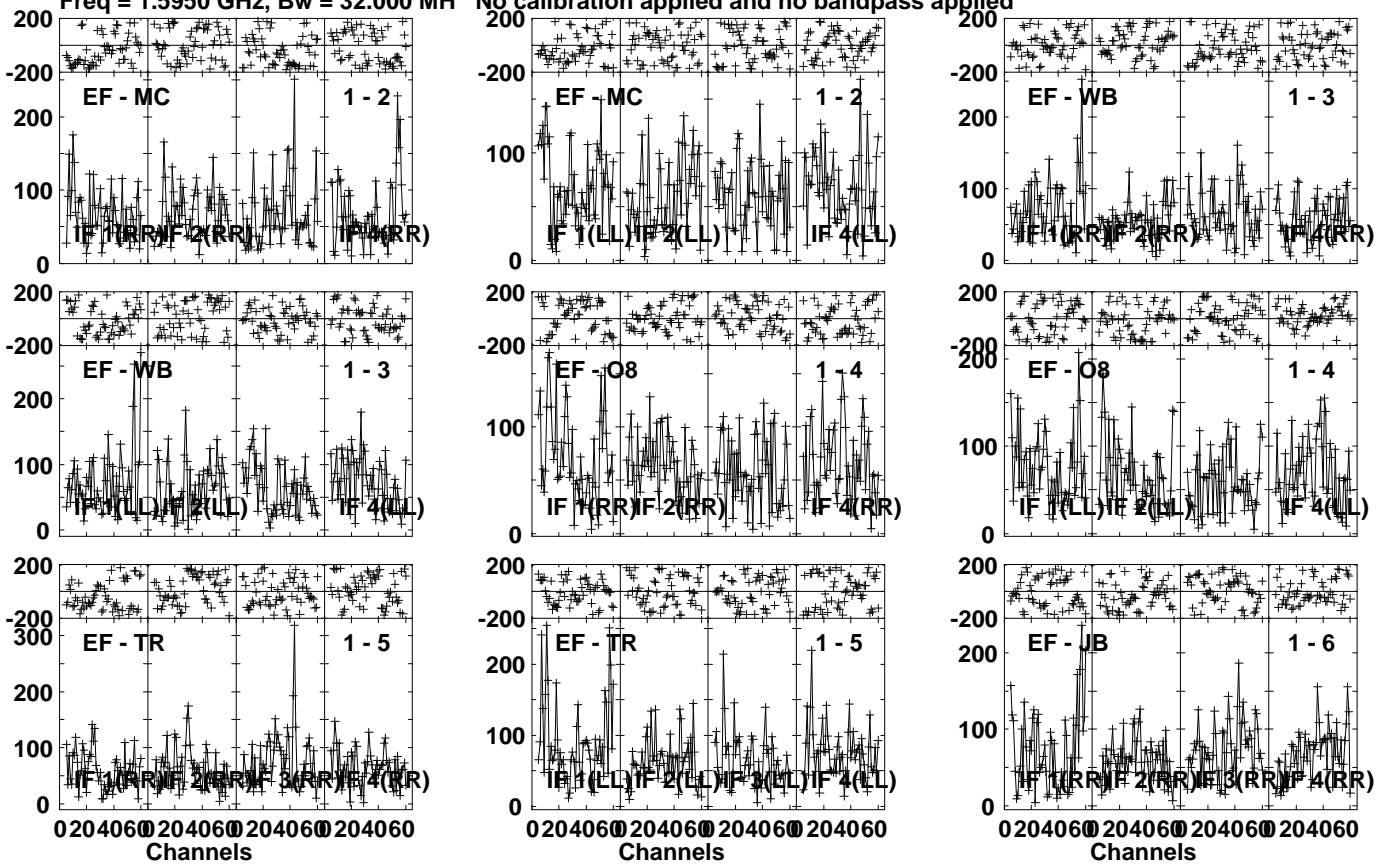 Freq = 1.5950 GHz, Bw = 32.000 MH No calibration applied and no bandpass applied
200
-200
EF - MC 1 - 2
200
100
0
IF 1(RR) IF 2(RR) IF 4(RR)
200
-200
EF - MC 1 - 2
100
0
IF 1(LL) IF 2(LL) IF 4(LL)
200
-200
EF - WB 1 - 3
200
100
0
IF 1(RR) IF 2(RR) IF 4(RR)
200
-200
EF - WB 1 - 3
200
100
0
IF 1(LL) IF 2(LL) IF 4(LL)
200
-200
EF - O8 1 - 4
100
0
IF 1(RR) IF 2(RR) IF 4(RR)
200
-200
200
EF - O8 1 - 4
100
0
IF 1(LL) IF 2(LL) IF 4(LL)
200
-200
300
EF - TR 1 - 5
200
100
0
IF 1(RR) IF 2(RR) IF 3(RR) IF 4(RR)
0 20 40 60 0 20 40 60 0 20 40 60 0 20 40 60
Channels
200
-200
EF - TR 1 - 5
200
100
0
IF 1(LL) IF 2(LL) IF 3(LL) IF 4(LL)
0 20 40 60 0 20 40 60 0 20 40 60 0 20 40 60
Channels
200
-200
EF - JB 1 - 6
200
100
0
IF 1(RR) IF 2(RR) IF 3(RR) IF 4(RR)
0 20 40 60 0 20 40 60 0 20 40 60 0 20 40 60
Channels